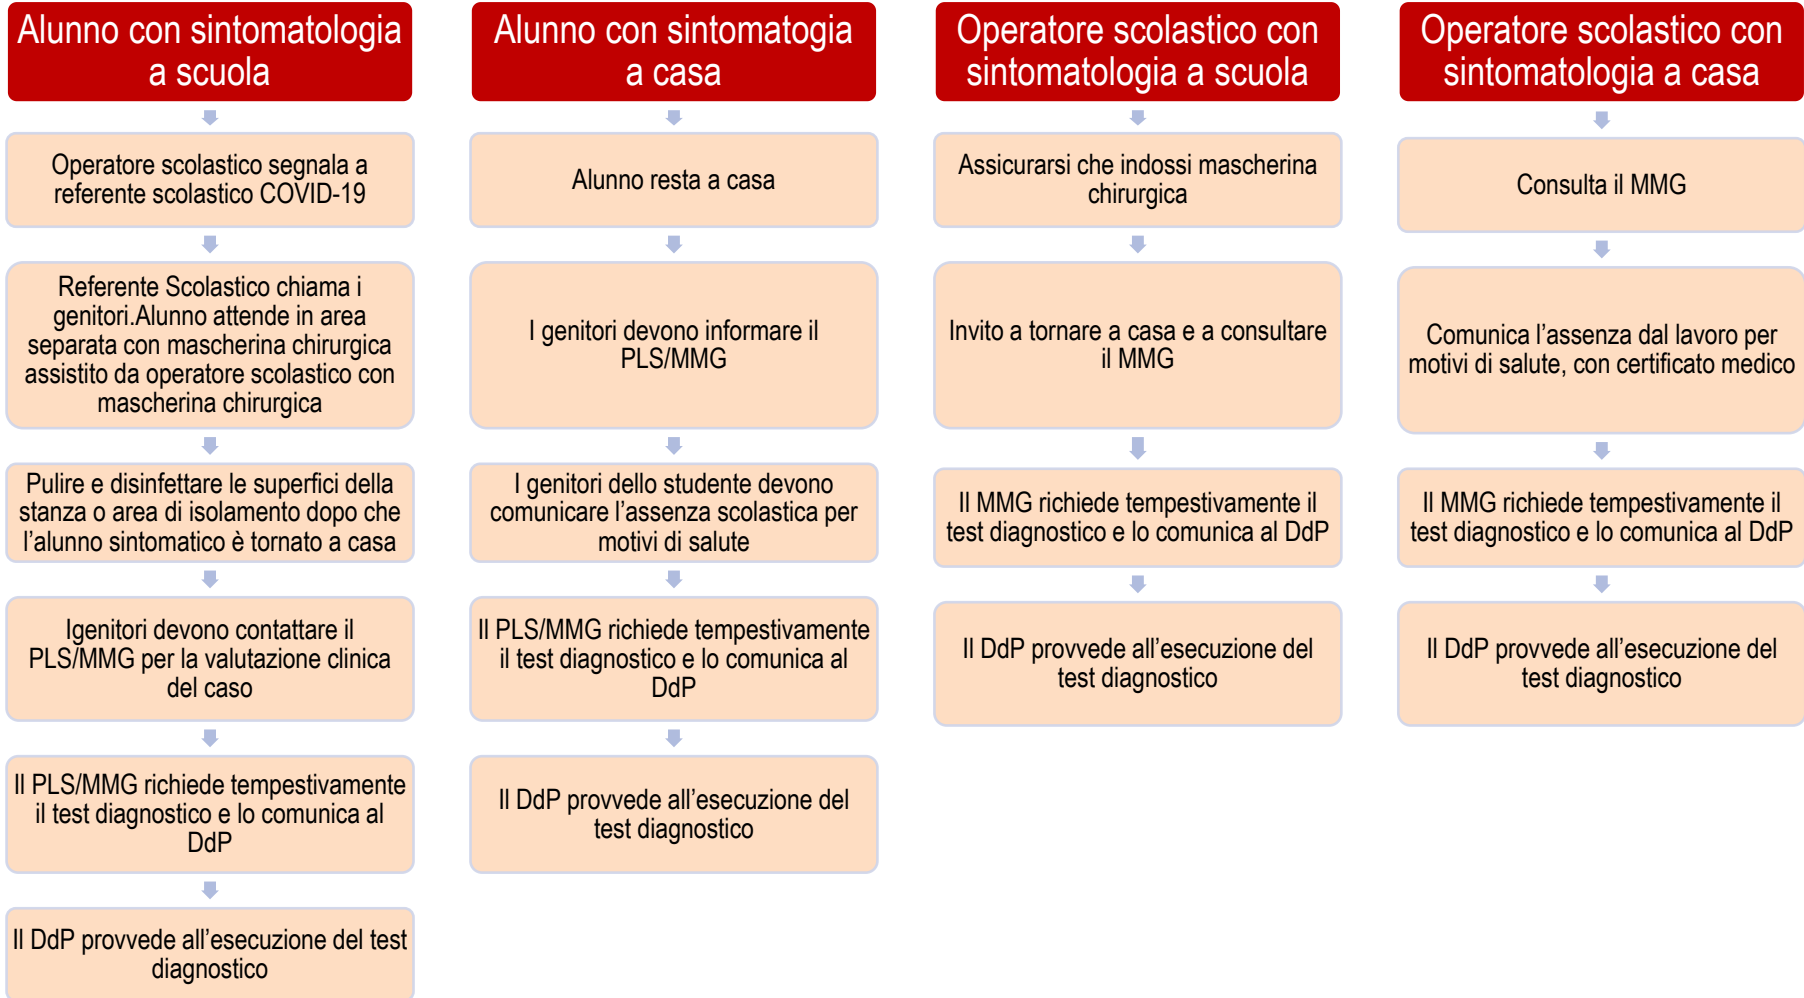 Alunno con sintomatologia
a scuola
Operatore scolastico segnala a
referente scolastico COVID-19
Referente Scolastico chiama i
genitori.Alunno attende in area
separata con mascherina chirurgica
assistito da operatore scolastico con
mascherina chirurgica
Pulire e disinfettare le superfici della
stanza o area di isolamento dopo che
l’alunno sintomatico è tornato a casa
Igenitori devono contattare il
PLS/MMG per la valutazione clinica
del caso
Il PLS/MMG richiede tempestivamente
il test diagnostico e lo comunica al
DdP
Il DdP provvede all’esecuzione del test
diagnostico
Alunno con sintomatogia
a casa
Alunno resta a casa
I genitori devono informare il
PLS/MMG
I genitori dello studente devono
comunicare l’assenza scolastica per
motivi di salute
Il PLS/MMG richiede tempestivamente
il test diagnostico e lo comunica al
DdP
Il DdP provvede all’esecuzione del
test diagnostico
Operatore scolastico con
sintomatologia a scuola
Assicurarsi che indossi mascherina
chirurgica
Invito a tornare a casa e a consultare
il MMG
Il MMG richiede tempestivamente il
test diagnostico e lo comunica al DdP
Il DdP provvede all’esecuzione del
test diagnostico
Operatore scolastico con
sintomatologia a casa
Consulta il MMG
Comunica l’assenza dal lavoro per
motivi di salute, con certificato medico
Il MMG richiede tempestivamente il
test diagnostico e lo comunica al DdP
Il DdP provvede all’esecuzione del
test diagnostico